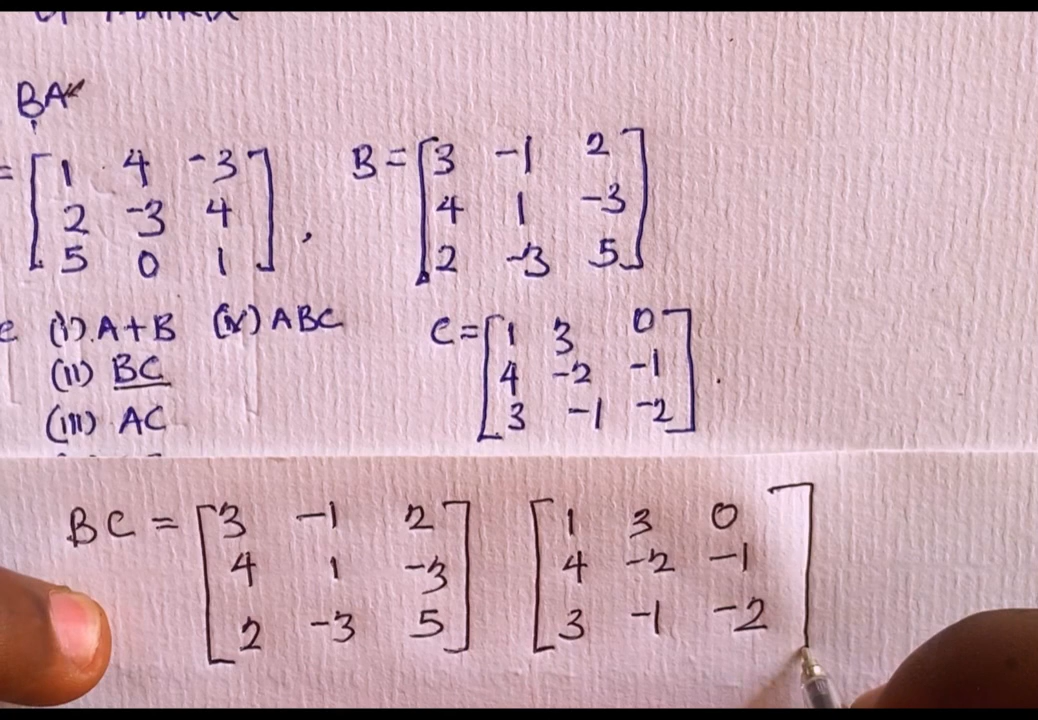 OF MATRIX
BA
= [1 4 -3], B = [3 -1 2]
[2 -3 4] [4 1 -3]
[5 0 1] [2 -3 5]
e (i) A+B (iv) ABC C = [1 3 0]
(ii) BC [4 -2 -1].
(iii) AC [3 -1 -2]
BC = [3 -1 2] [1 3 0]
[4 1 -3] [4 -2 -1]
[2 -3 5] [3 -1 -2]